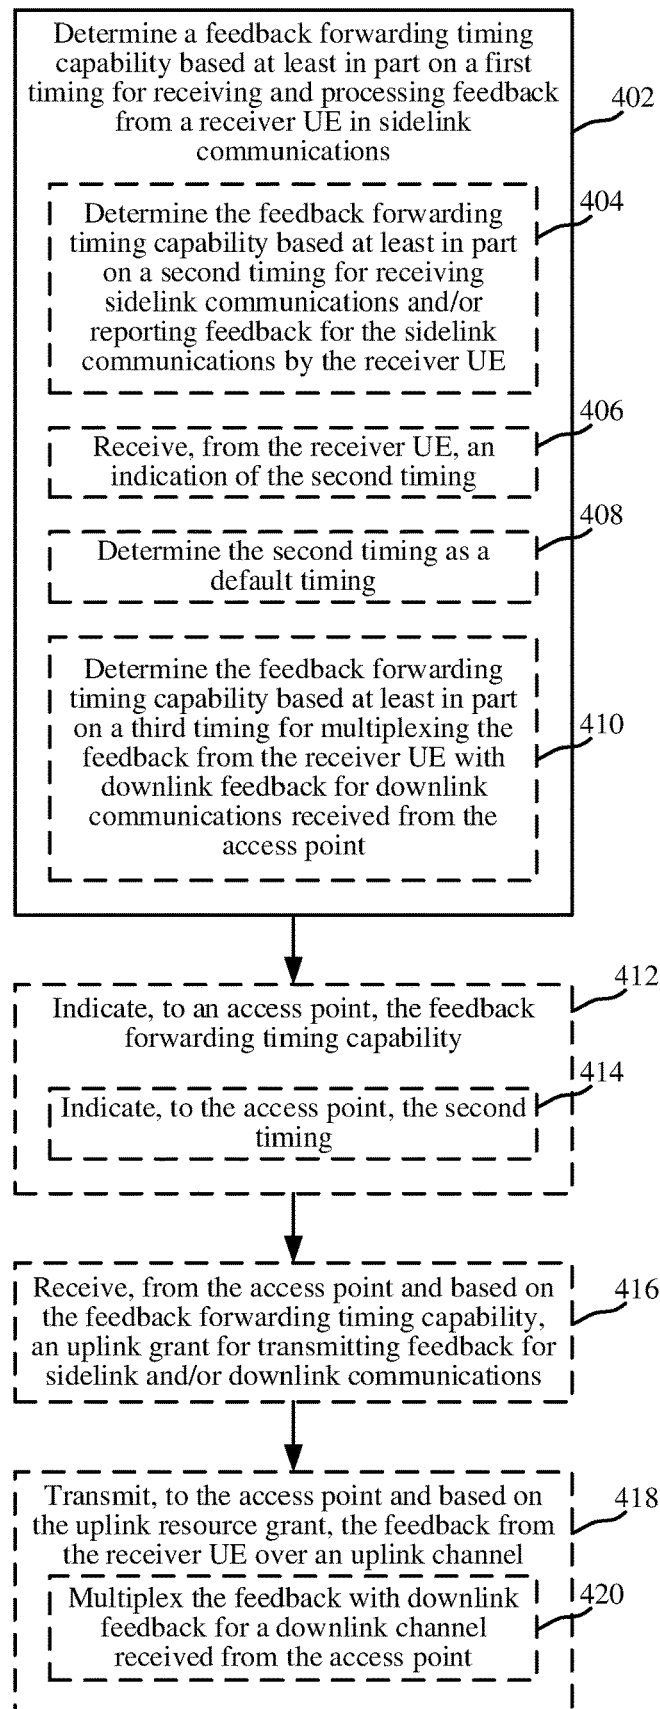 Determine a feedback forwarding timing
capability based at least in part on a first
timing for receiving and processing feedback
from a receiver UE in sidelink
communications
402
Determine the feedback forwarding
timing capability based at least in part
on a second timing for receiving
sidelink communications and/or
reporting feedback for the sidelink
communications by the receiver UE
404
Receive, from the receiver UE, an
indication of the second timing
406
Determine the second timing as a
default timing
408
Determine the feedback forwarding
timing capability based at least in part
on a third timing for multiplexing the
feedback from the receiver UE with
downlink feedback for downlink
communications received from the
access point
410
Indicate, to an access point, the feedback
forwarding timing capability
412
Indicate, to the access point, the second
timing
414
Receive, from the access point and based on
the feedback forwarding timing capability,
an uplink grant for transmitting feedback for
sidelink and/or downlink communications
416
Transmit, to the access point and based on
the uplink resource grant, the feedback from
the receiver UE over an uplink channel
418
Multiplex the feedback with downlink
feedback for a downlink channel
received from the access point
420